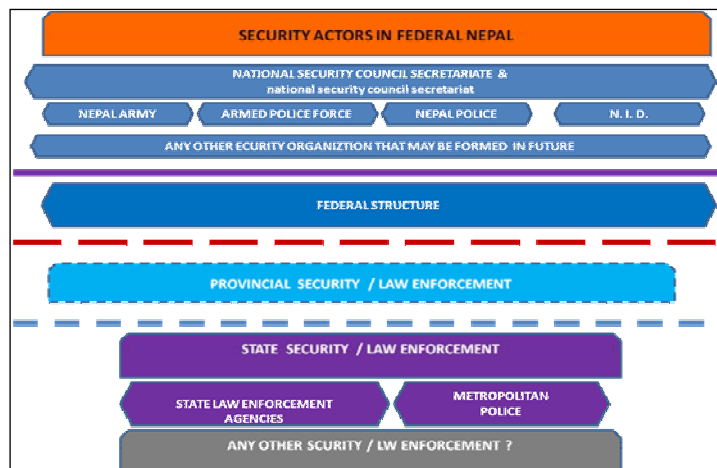 SECURITY ACTORS IN FEDERAL NEPAL
NATIONAL SECURITY COUNCIL SECRETARIATE &
national security council secretariat
NEPAL ARMY
ARMED POLICE FORCE
NEPAL POLICE
N. I. D.
ANY OTHER ECURITY ORGANIZTION THAT MAY BE FORMED IN FUTURE
FEDERAL STRUCTURE
PROVINCIAL SECURITY / LAW ENFORCEMENT
STATE SECURITY / LAW ENFORCEMENT
STATE LAW ENFORCEMENT
AGENCIES
METROPOLITAN
POLICE
ANY OTHER SCURITY / LW ENFORCEMENT ?